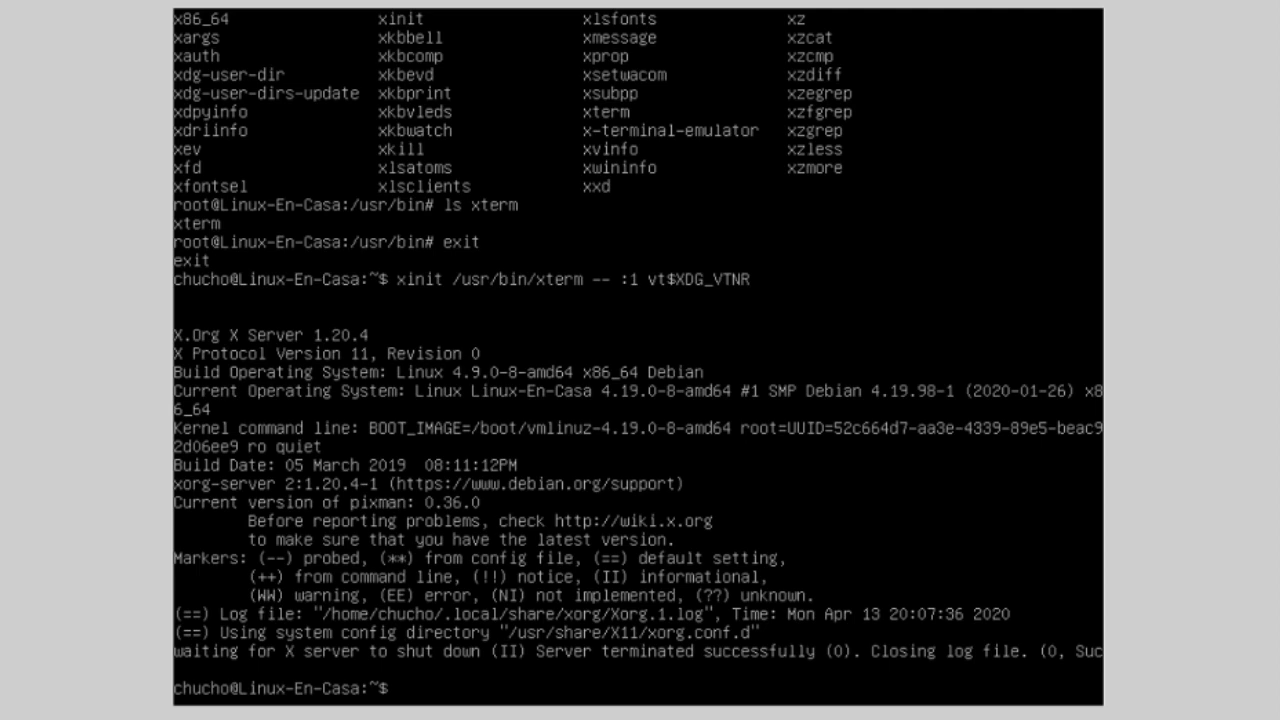 x86_64 xinit xlsfonts xz
xargs xkbbell xmessage xzcat
xauth xkbcomp xprop xzcmp
xdg-user-dir xkbevd xsetwacom xzdiff
xdg-user-dirs-update xkbprint xsubpp xzegrep
xdpyinfo xkbvleds xterm xzfgrep
xdriinfo xkbwatch x-terminal-emulator xzgrep
xev xkill xvinfo xzless
xfd xlsatoms xwininfo xzmore
xfontsel xlsclients xxd
root@Linux-En-Casa:/usr/bin# ls xterm
xterm
root@Linux-En-Casa:/usr/bin# exit
exit
chucho@Linux-En-Casa:~$ xinit /usr/bin/xterm -- :1 vt$XDG_VTNR
X.Org X Server 1.20.4
X Protocol Version 11, Revision 0
Build Operating System: Linux 4.9.0-8-amd64 x86_64 Debian
Current Operating System: Linux Linux-En-Casa 4.19.0-8-amd64 #1 SMP Debian 4.19.98-1 (2020-01-26) x8
6_64
Kernel command line: BOOT_IMAGE=/boot/vmlinuz-4.19.0-8-amd64 root=UUID=52c664d7-aa3e-4339-89e5-beac9
2d06ee9 ro quiet
Build Date: 05 March 2019  08:11:12PM
xorg-server 2:1.20.4-1 (https://www.debian.org/support)
Current version of pixman: 0.36.0
Before reporting problems, check http://wiki.x.org
to make sure that you have the latest version.
Markers: (--) probed, (**) from config file, (==) default setting,
(++) from command line, (!!) notice, (II) informational,
(WW) warning, (EE) error, (NI) not implemented, (??) unknown.
(==) Log file: "/home/chucho/.local/share/xorg/Xorg.1.log", Time: Mon Apr 13 20:07:36 2020
(==) Using system config directory "/usr/share/X11/xorg.conf.d"
waiting for X server to shut down (II) Server terminated successfully (0). Closing log file. (0, Suc
chucho@Linux-En-Casa:~$